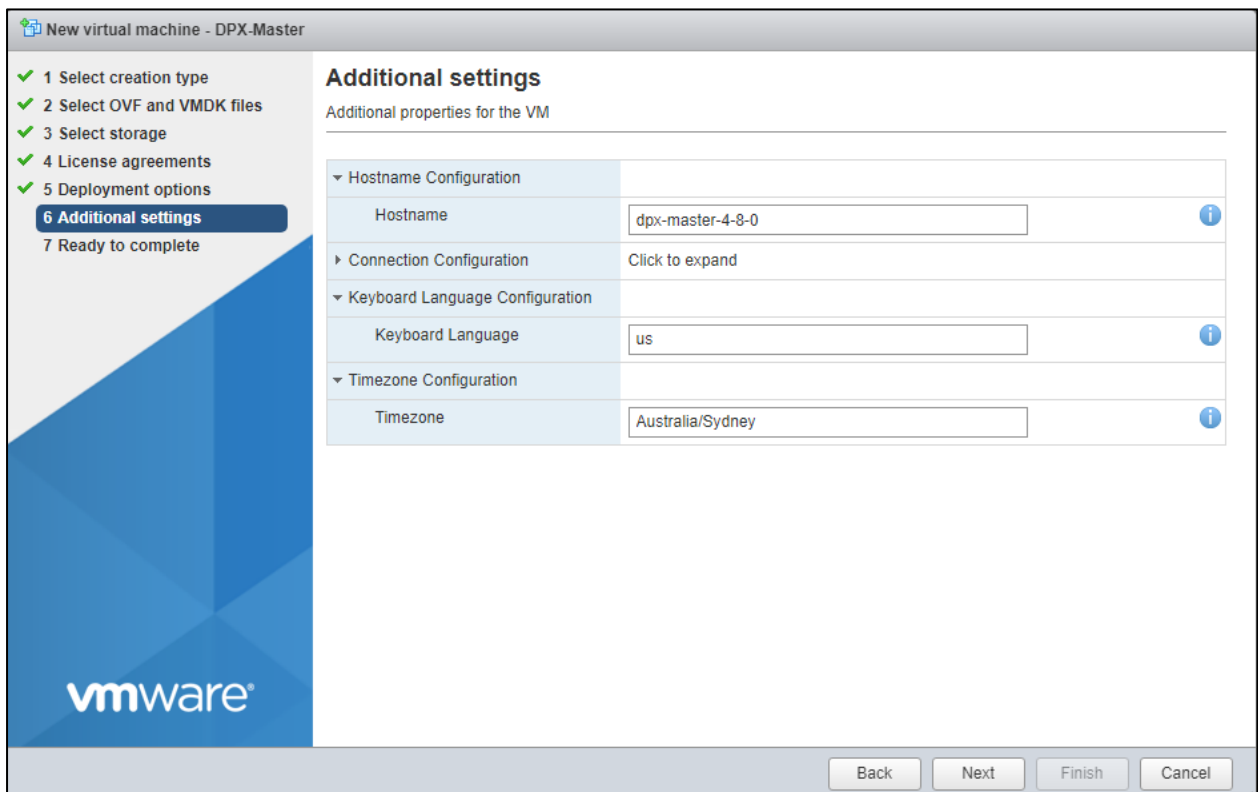 New virtual machine - DPX-Master
1 Select creation type
2 Select OVF and VMDK files
3 Select storage
4 License agreements
5 Deployment options
6 Additional settings
7 Ready to complete
vmware®
Additional settings
Additional properties for the VM
Hostname Configuration
Hostname dpx-master-4-8-0
Connection Configuration Click to expand
Keyboard Language Configuration
Keyboard Language us
Timezone Configuration
Timezone Australia/Sydney
Back Next Finish Cancel